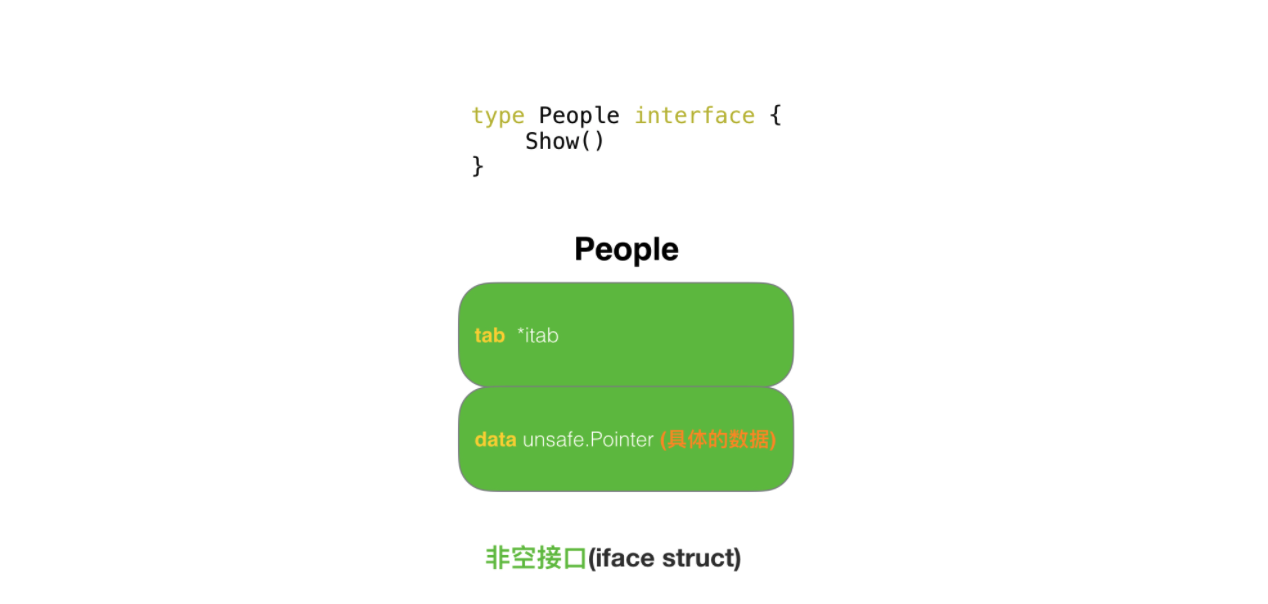 type People interface {
    Show()
}
People
tab *itab
data unsafe.Pointer (具体的数据)
非空接口(iface struct)